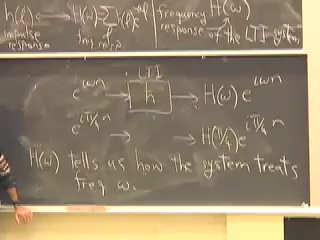 h(l) → H(ω) = Σ h(l) e^{-iωl} frequency H(ω)
impulse response freq. resp. response of the LTI system
LTI
e^{iωn} → h → H(ω) e^{iωn}
e^{iπ/4 n} → → H(π/4) e^{iπ/4 n}
H(ω) tells us how the system treats
freq ω.